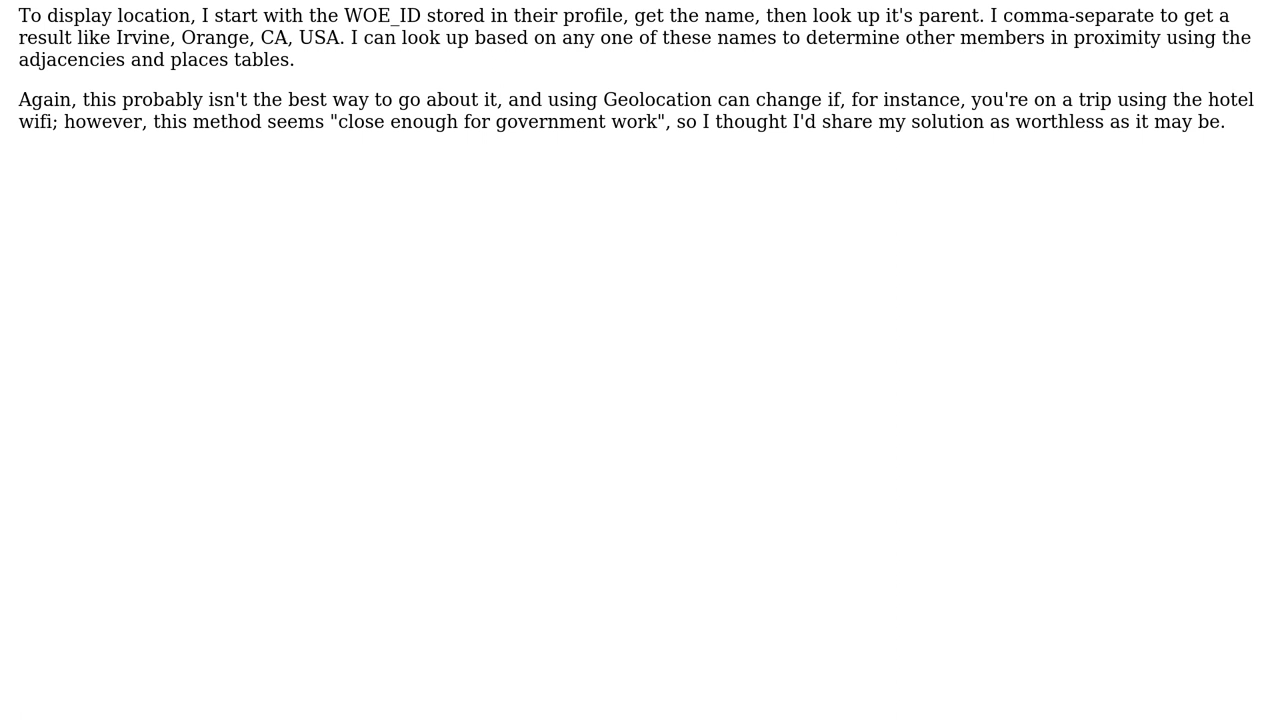 To display location, I start with the WOE_ID stored in their profile, get the name, then look up it's parent. I comma-separate to get a
result like Irvine, Orange, CA, USA. I can look up based on any one of these names to determine other members in proximity using the
adjacencies and places tables.
Again, this probably isn't the best way to go about it, and using Geolocation can change if, for instance, you're on a trip using the hotel
wifi; however, this method seems "close enough for government work", so I thought I'd share my solution as worthless as it may be.